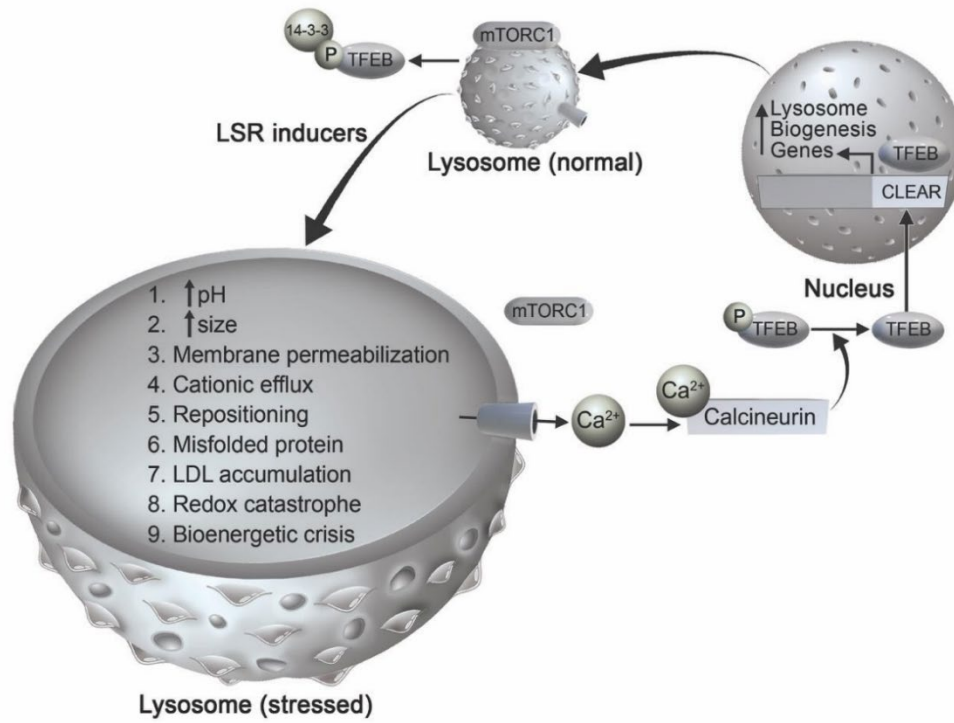 14-3-3
P
TFEB
mTORC1
LSR inducers
Lysosome (normal)
↑ Lysosome
Biogenesis
Genes
TFEB
CLEAR
Nucleus
1. ↑pH
2. ↑size
3. Membrane permeabilization
4. Cationic efflux
5. Repositioning
6. Misfolded protein
7. LDL accumulation
8. Redox catastrophe
9. Bioenergetic crisis
mTORC1
P
TFEB
TFEB
Ca²⁺
Ca²⁺
Calcineurin
Lysosome (stressed)